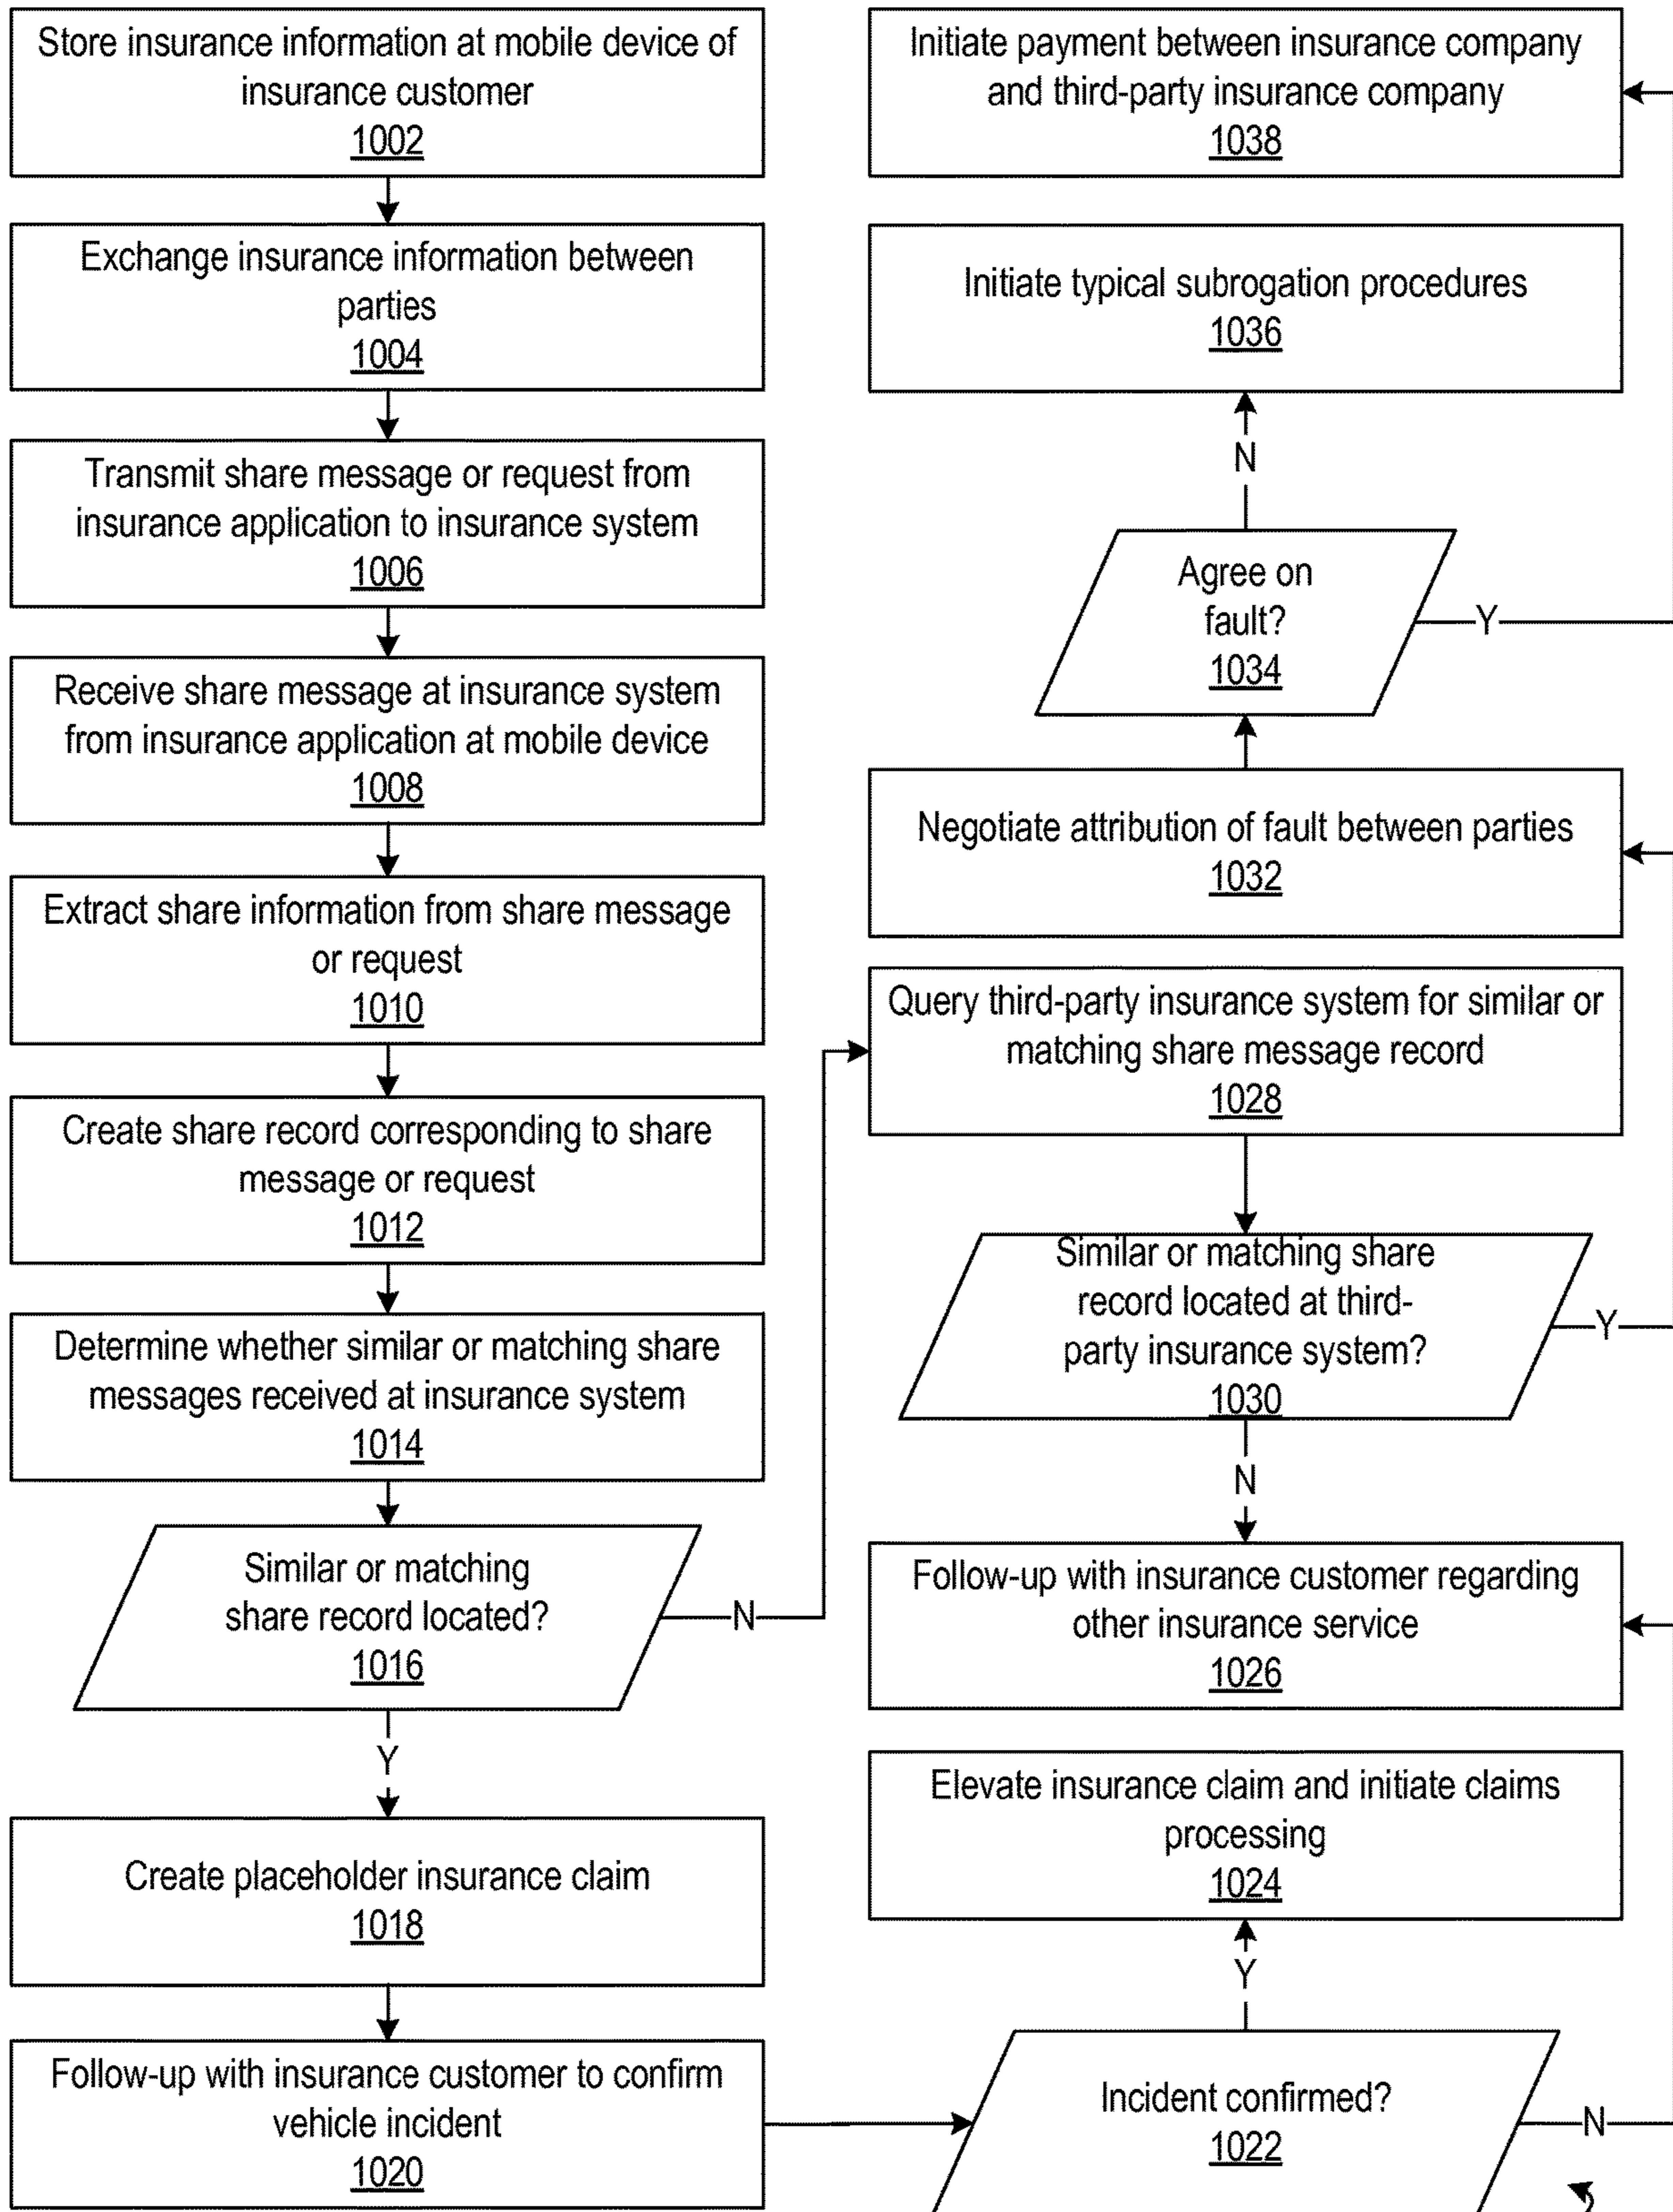 Store insurance information at mobile device of
insurance customer
1002
Exchange insurance information between
parties
1004
Transmit share message or request from
insurance application to insurance system
1006
Receive share message at insurance system
from insurance application at mobile device
1008
Extract share information from share message
or request
1010
Create share record corresponding to share
message or request
1012
Determine whether similar or matching share
messages received at insurance system
1014
Similar or matching
share record located?
1016
N
Y
Create placeholder insurance claim
1018
Follow-up with insurance customer to confirm
vehicle incident
1020
Initiate payment between insurance company
and third-party insurance company
1038
Initiate typical subrogation procedures
1036
N
Agree on
fault?
1034
Y
Negotiate attribution of fault between parties
1032
Query third-party insurance system for similar or
matching share message record
1028
Similar or matching share
record located at third-
party insurance system?
1030
Y
N
Follow-up with insurance customer regarding
other insurance service
1026
Elevate insurance claim and initiate claims
processing
1024
Y
Incident confirmed?
1022
N